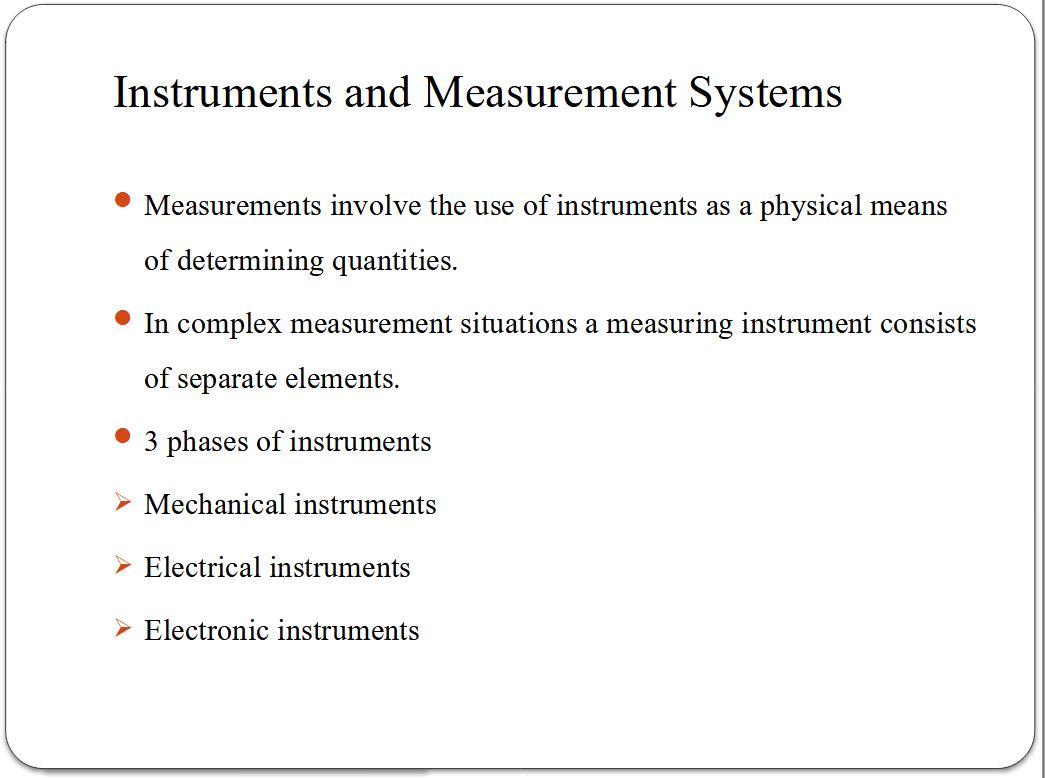 Instruments and Measurement Systems
Measurements involve the use of instruments as a physical means
of determining quantities.
In complex measurement situations a measuring instrument consists
of separate elements.
3 phases of instruments
Mechanical instruments
Electrical instruments
Electronic instruments